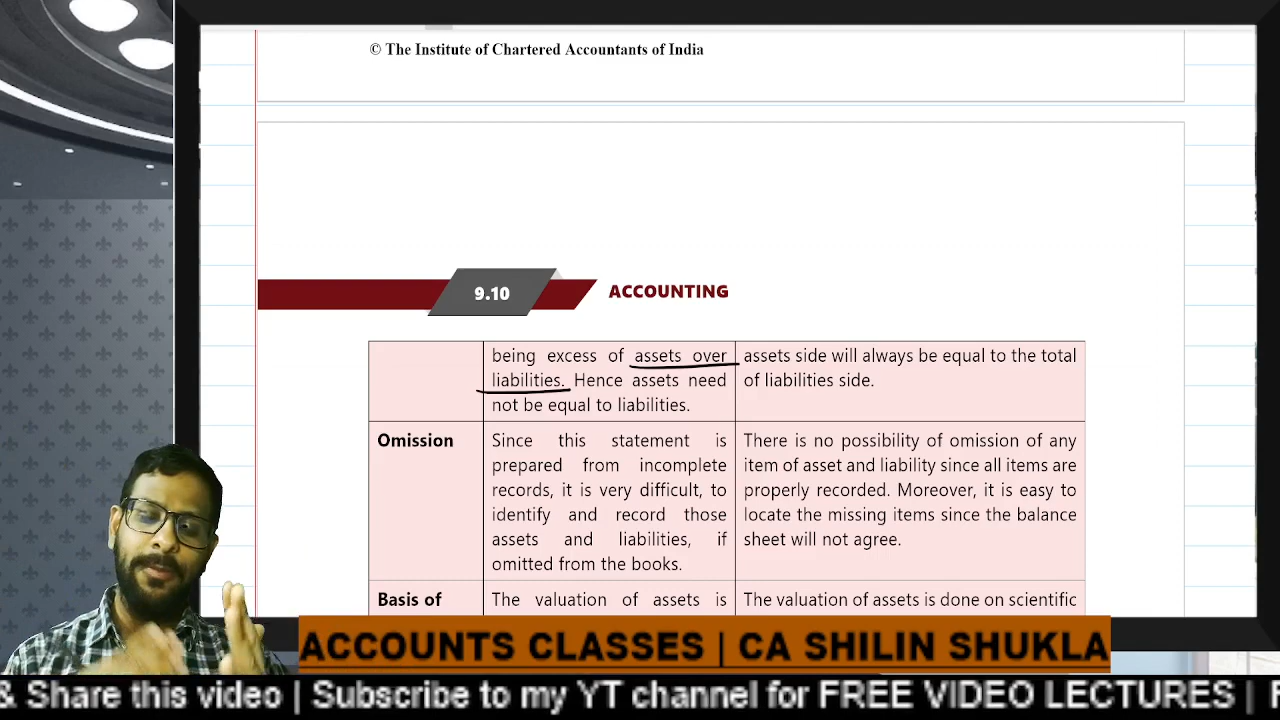 © The Institute of Chartered Accountants of India
9.10
ACCOUNTING
being excess of assets over
liabilities. Hence assets need
not be equal to liabilities.
assets side will always be equal to the total
of liabilities side.
Omission
Since this statement is
prepared from incomplete
records, it is very difficult, to
identify and record those
assets and liabilities, if
omitted from the books.
There is no possibility of omission of any
item of asset and liability since all items are
properly recorded. Moreover, it is easy to
locate the missing items since the balance
sheet will not agree.
Basis of
The valuation of assets is
The valuation of assets is done on scientific
ACCOUNTS CLASSES | CA SHILIN SHUKLA
& Share this video | Subscribe to my YT channel for FREE VIDEO LECTURES |